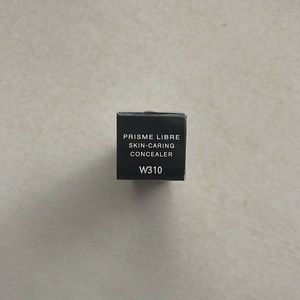 PRISME LIBRE
SKIN-CARING
CONCEALER
W310